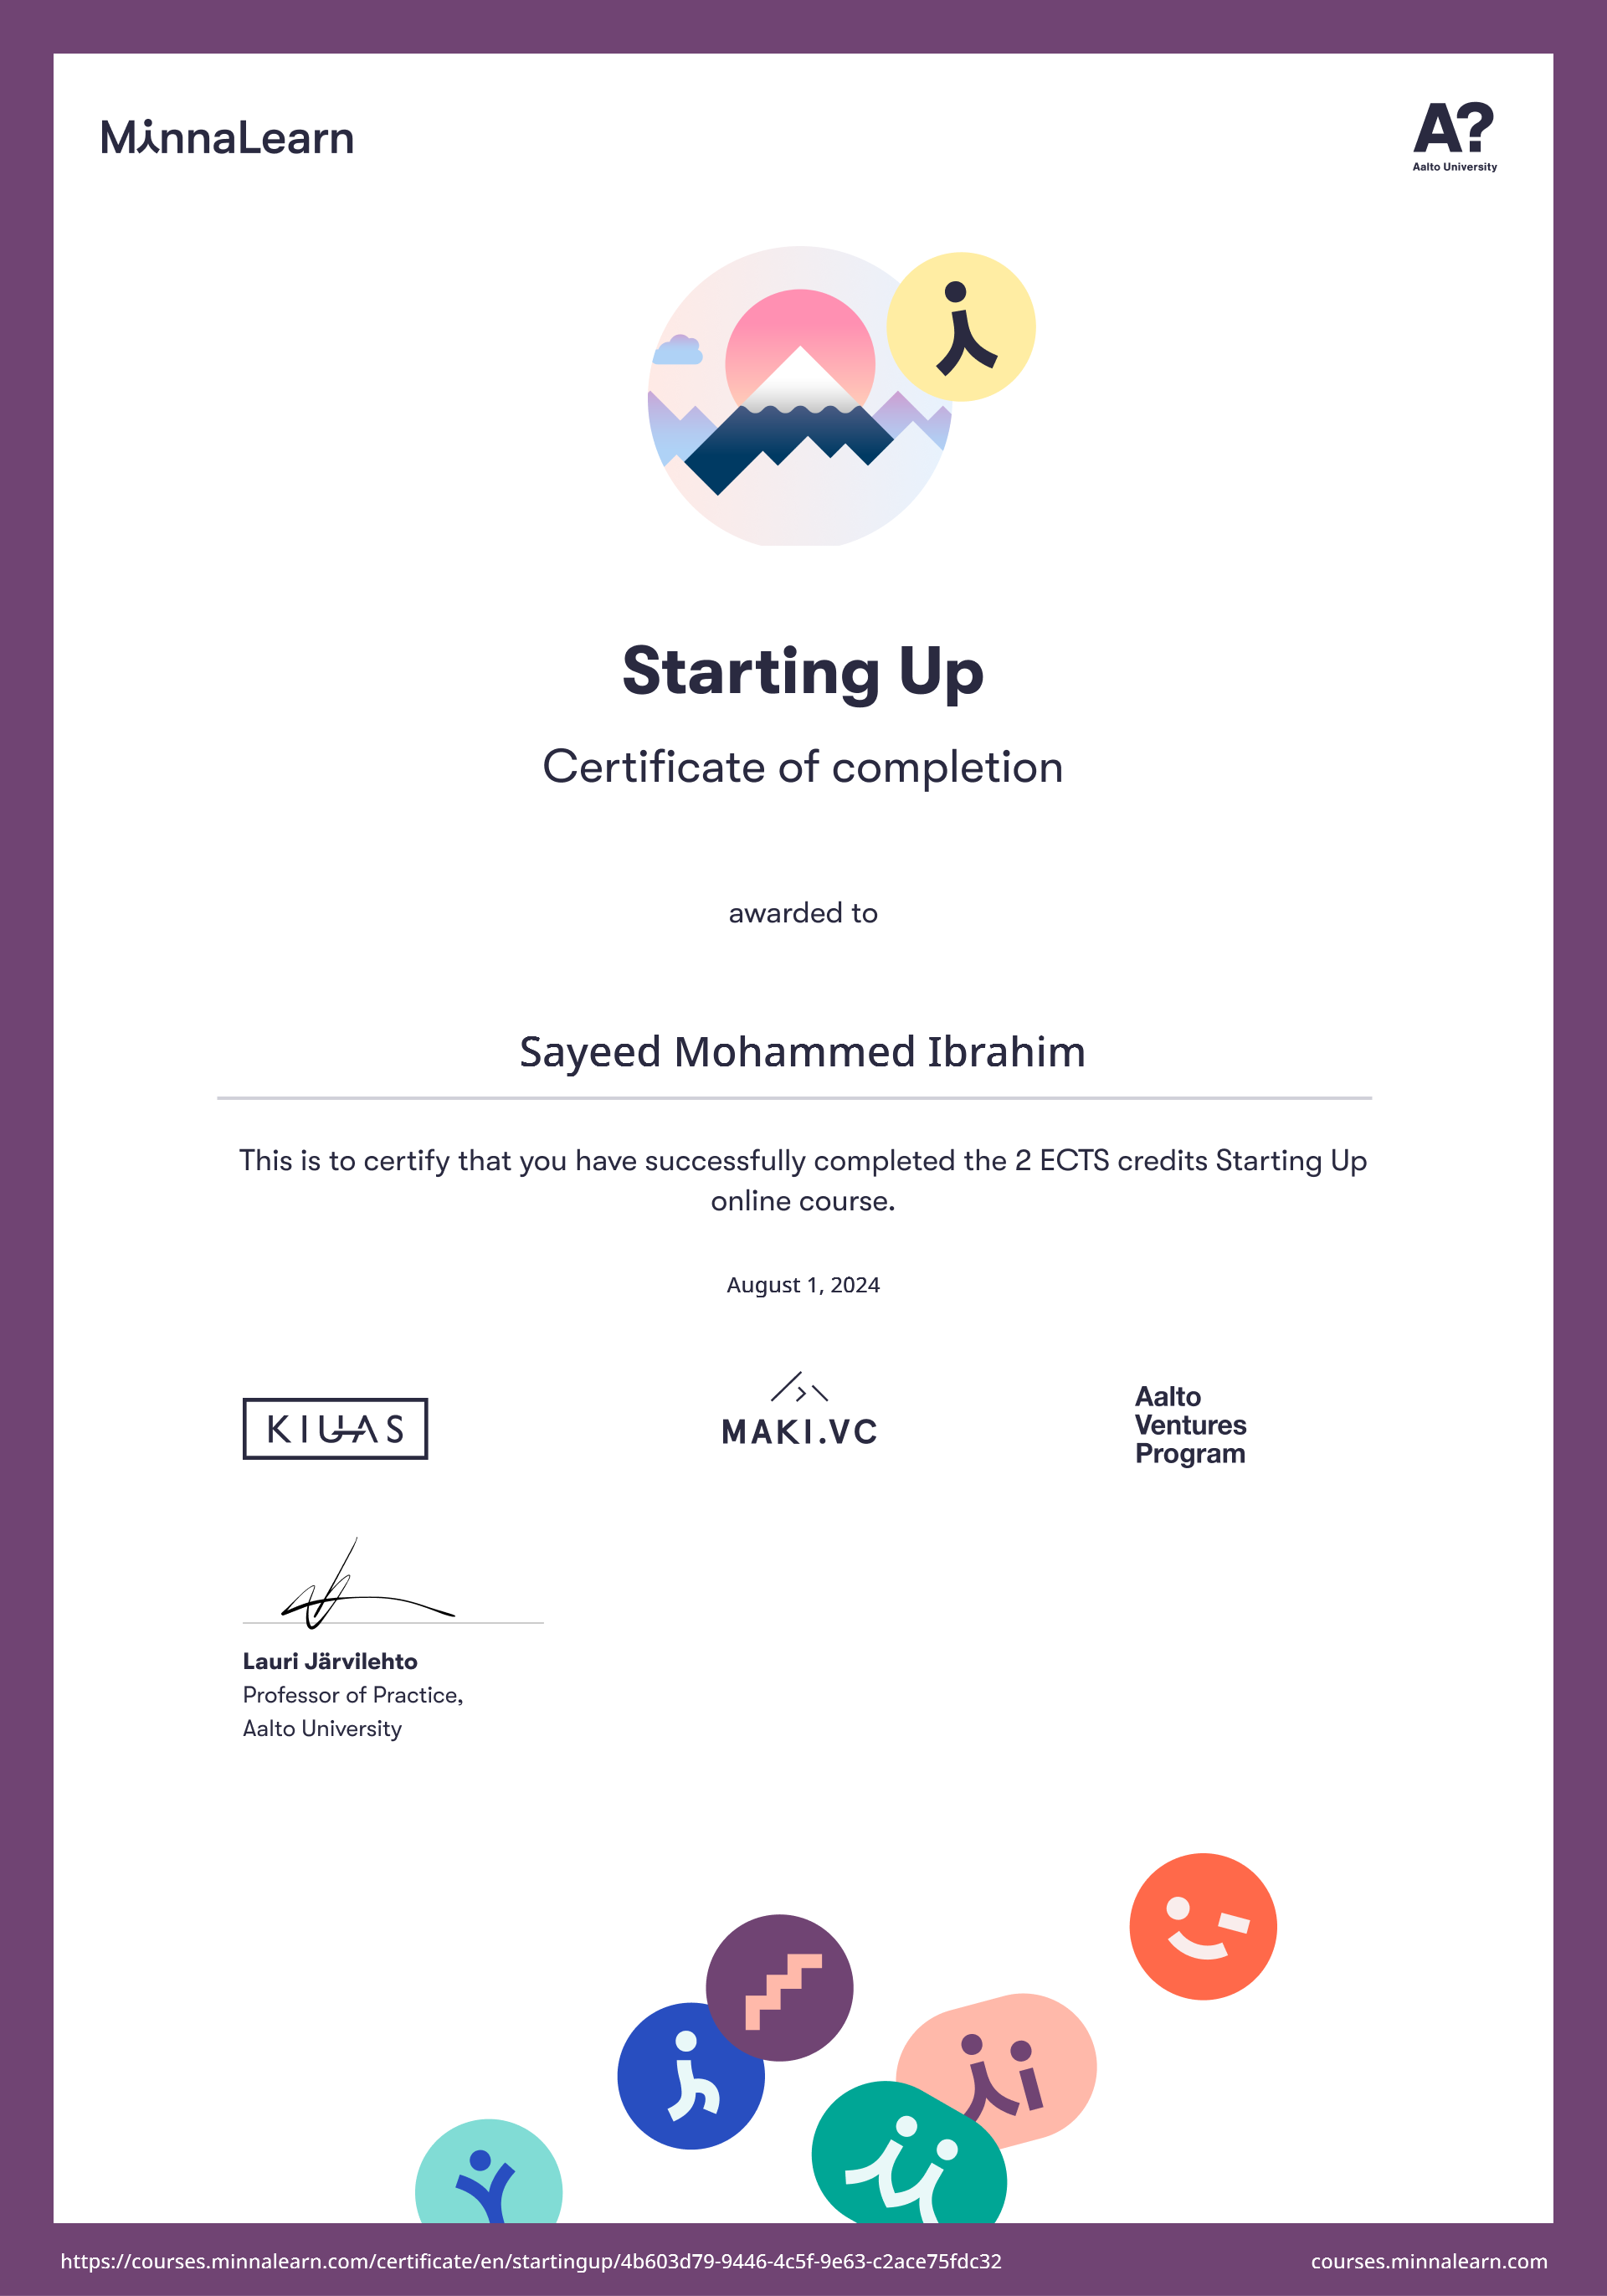 MinnaLearn
A?
Aalto University
Starting Up
Certificate of completion
awarded to
Sayeed Mohammed Ibrahim
This is to certify that you have successfully completed the 2 ECTS credits Starting Up
online course.
August 1, 2024
KIUAS
MAKI.VC
Aalto
Ventures
Program
Lauri Järvilehto
Professor of Practice,
Aalto University
https://courses.minnalearn.com/certificate/en/startingup/4b603d79-9446-4c5f-9e63-c2ace75fdc32
courses.minnalearn.com